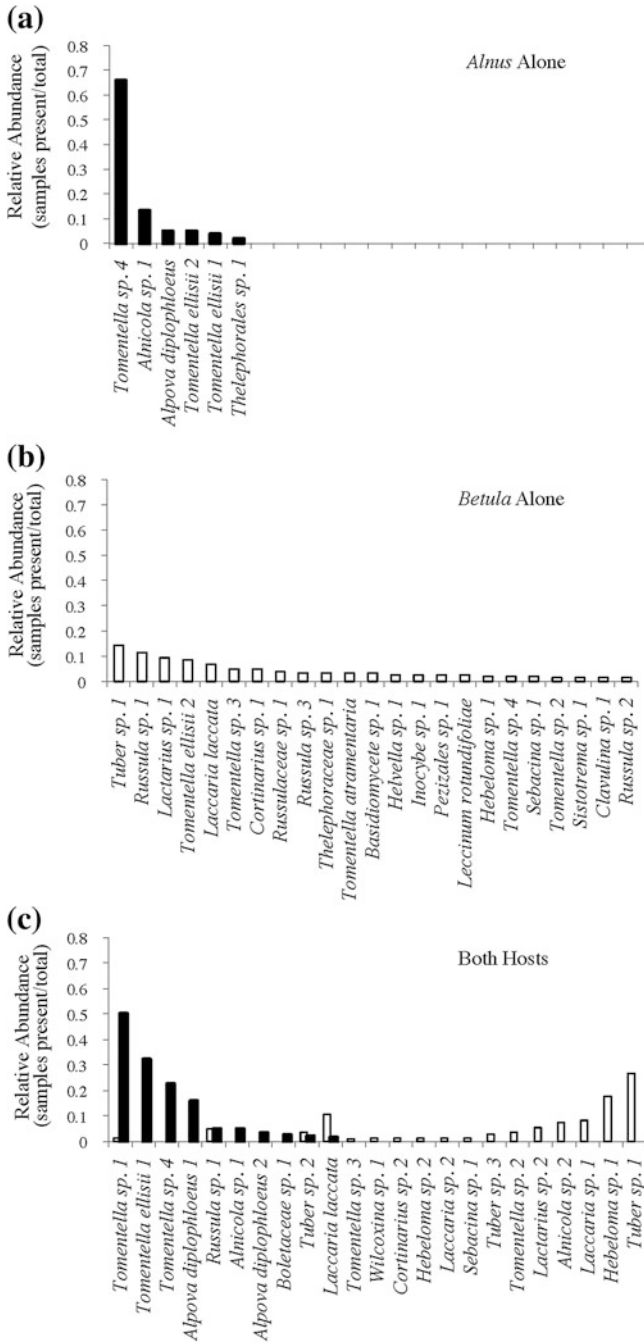 (a)
Relative Abundance
(samples present/total)
0.8
0.7
0.6
0.5
0.4
0.3
0.2
0.1
0
Alnus Alone
Tomentella sp. 4
Alnicola sp. 1
Alpova diplophloeus
Tomentella ellisii 2
Tomentella ellisii 1
Thelephorales sp. 1
(b)
Relative Abundance
(samples present/total)
0.8
0.7
0.6
0.5
0.4
0.3
0.2
0.1
0
Betula Alone
Tuber sp. 1
Russula sp. 1
Lactarius sp. 1
Tomentella ellisii 2
Laccaria laccata
Tomentella sp. 3
Cortinarius sp. 1
Russulaceae sp. 1
Russula sp. 3
Thelephoraceae sp. 1
Tomentella atramentaria
Basidiomycete sp. 1
Helvella sp. 1
Inocybe sp. 1
Pezizales sp. 1
Leccinum rotundifoliae
Hebeloma sp. 1
Tomentella sp. 4
Sebacina sp. 1
Tomentella sp. 2
Sistotrema sp. 1
Clavulina sp. 1
Russula sp. 2
(c)
Relative Abundance
(samples present/total)
0.8
0.7
0.6
0.5
0.4
0.3
0.2
0.1
0
Both Hosts
Tomentella sp. 1
Tomentella ellisii 1
Tomentella sp. 4
Alpova diplophloeus 1
Russula sp. 1
Alnicola sp. 1
Alpova diplophloeus 2
Boletaceae sp. 1
Tuber sp. 2
Laccaria laccata
Tomentella sp. 3
Wilcoxina sp. 1
Cortinarius sp. 2
Hebeloma sp. 2
Laccaria sp. 2
Sebacina sp. 1
Tuber sp. 3
Tomentella sp. 2
Lactarius sp. 2
Alnicola sp. 2
Laccaria sp. 1
Hebeloma sp. 1
Tuber sp. 1